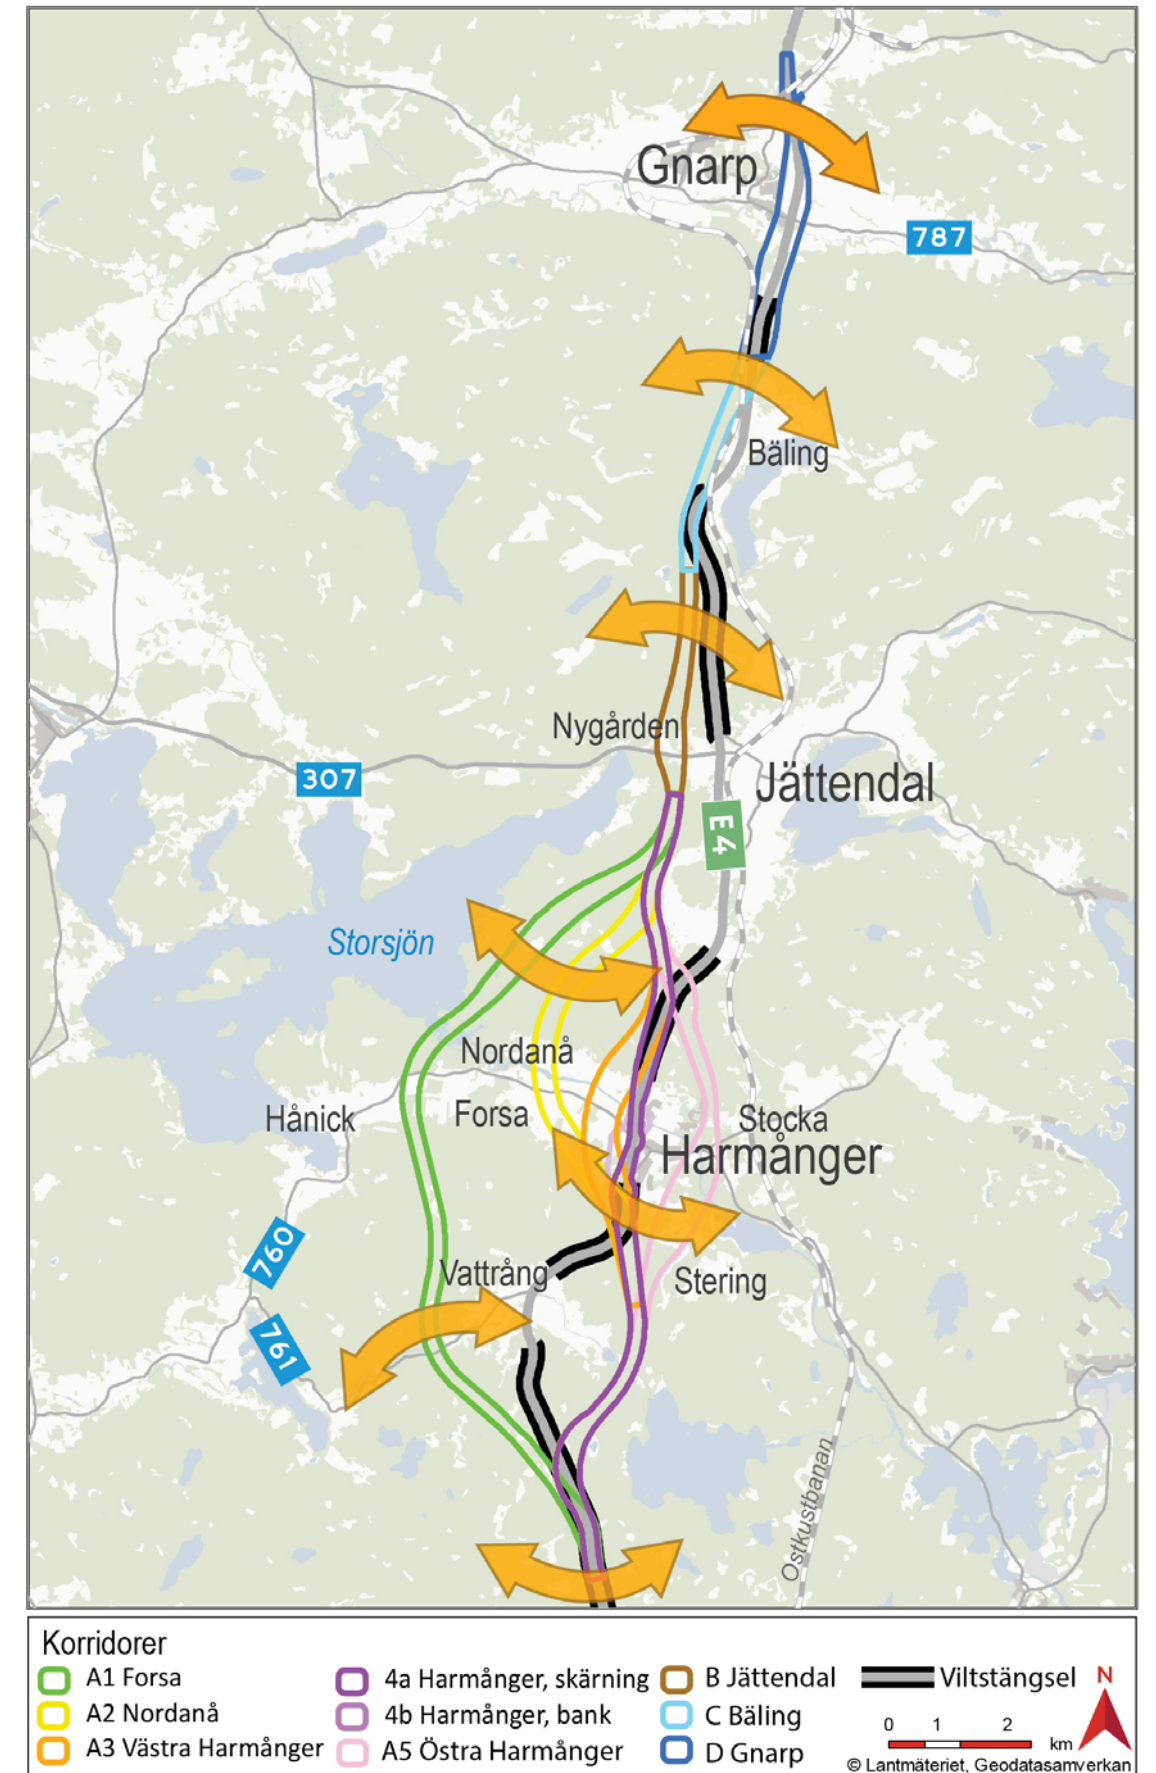 Gnarp
787
Bäling
Nygården
307
Jättendal
E4
Storsjön
Nordanå
Hånick
Forsa
Stocka
Harmånger
760
Vattrång
Stering
761
Ostkustbanan
Korridorer
A1 Forsa
A2 Nordanå
A3 Västra Harmånger
4a Harmånger, skärning
4b Harmånger, bank
A5 Östra Harmånger
B Jättendal
C Bäling
D Gnarp
Viltstängsel
N
0 1 2
km
© Lantmäteriet, Geodatasamverkan